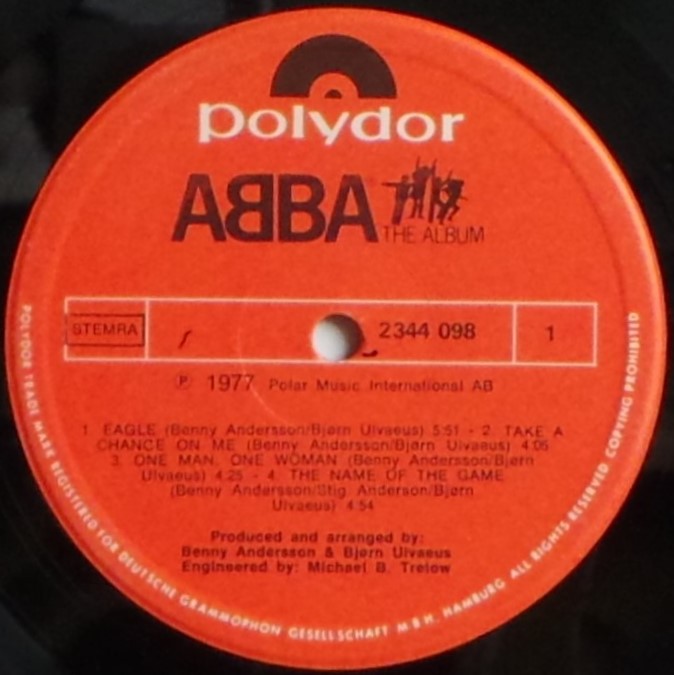 polydor
ABBA
THE ALBUM
STEMRA
2344 098
1
℗ 1977 Polar Music International AB
1. EAGLE (Benny Andersson/Bjørn Ulvaeus) 5:51 - 2. TAKE A
CHANCE ON ME (Benny Andersson/Bjørn Ulvaeus) 4:05
3. ONE MAN, ONE WOMAN (Benny Andersson/Bjørn
Ulvaeus) 4:25 - 4. THE NAME OF THE GAME
(Benny Andersson/Stig Anderson/Bjørn
Ulvaeus) 4:54
Produced and arranged by:
Benny Andersson & Bjørn Ulvaeus
Engineered by: Michael B. Tretow
POLYDOR TRADE MARK REGISTERED FOR DEUTSCHE GRAMMOPHON GESELLSCHAFT M B H, HAMBURG ALL RIGHTS RESERVED COPYING PROHIBITED